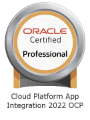 ORACLE
Certified
Professional
Cloud Platform App
Integration 2022 OCP